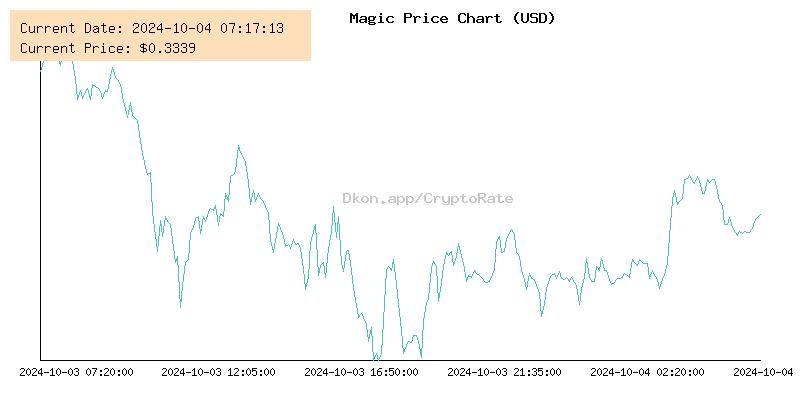 Magic Price Chart (USD)
Current Date: 2024-10-04 07:17:13
Current Price: $0.3339
Dkon.app/CryptoRate
2024-10-03 07:20:00
2024-10-03 12:05:00
2024-10-03 16:50:00
2024-10-03 21:35:00
2024-10-04 02:20:00
2024-10-04